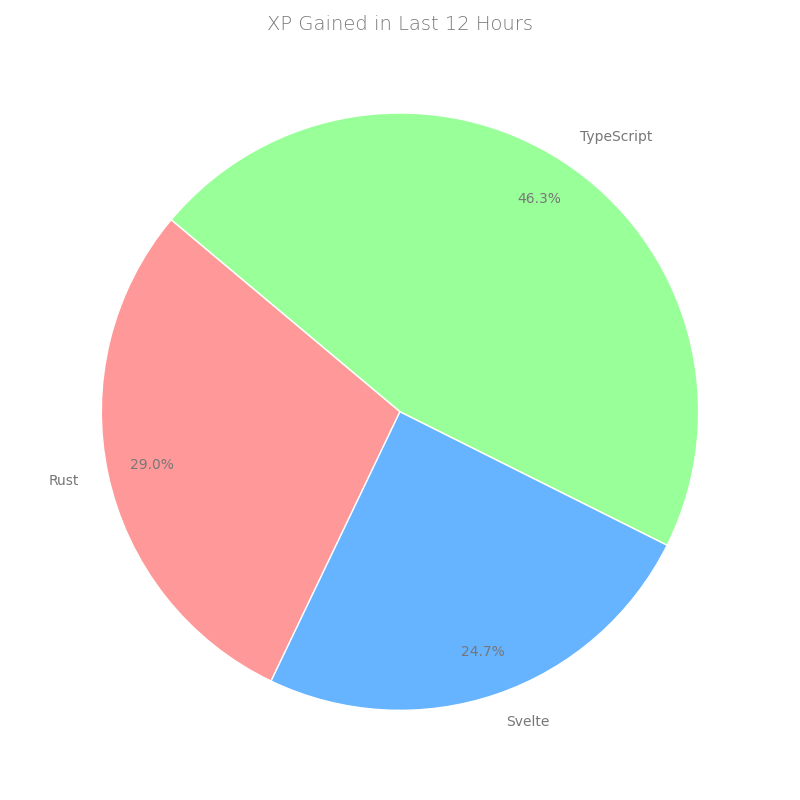 XP Gained in Last 12 Hours
TypeScript
46.3%
29.0%
Rust
24.7%
Svelte